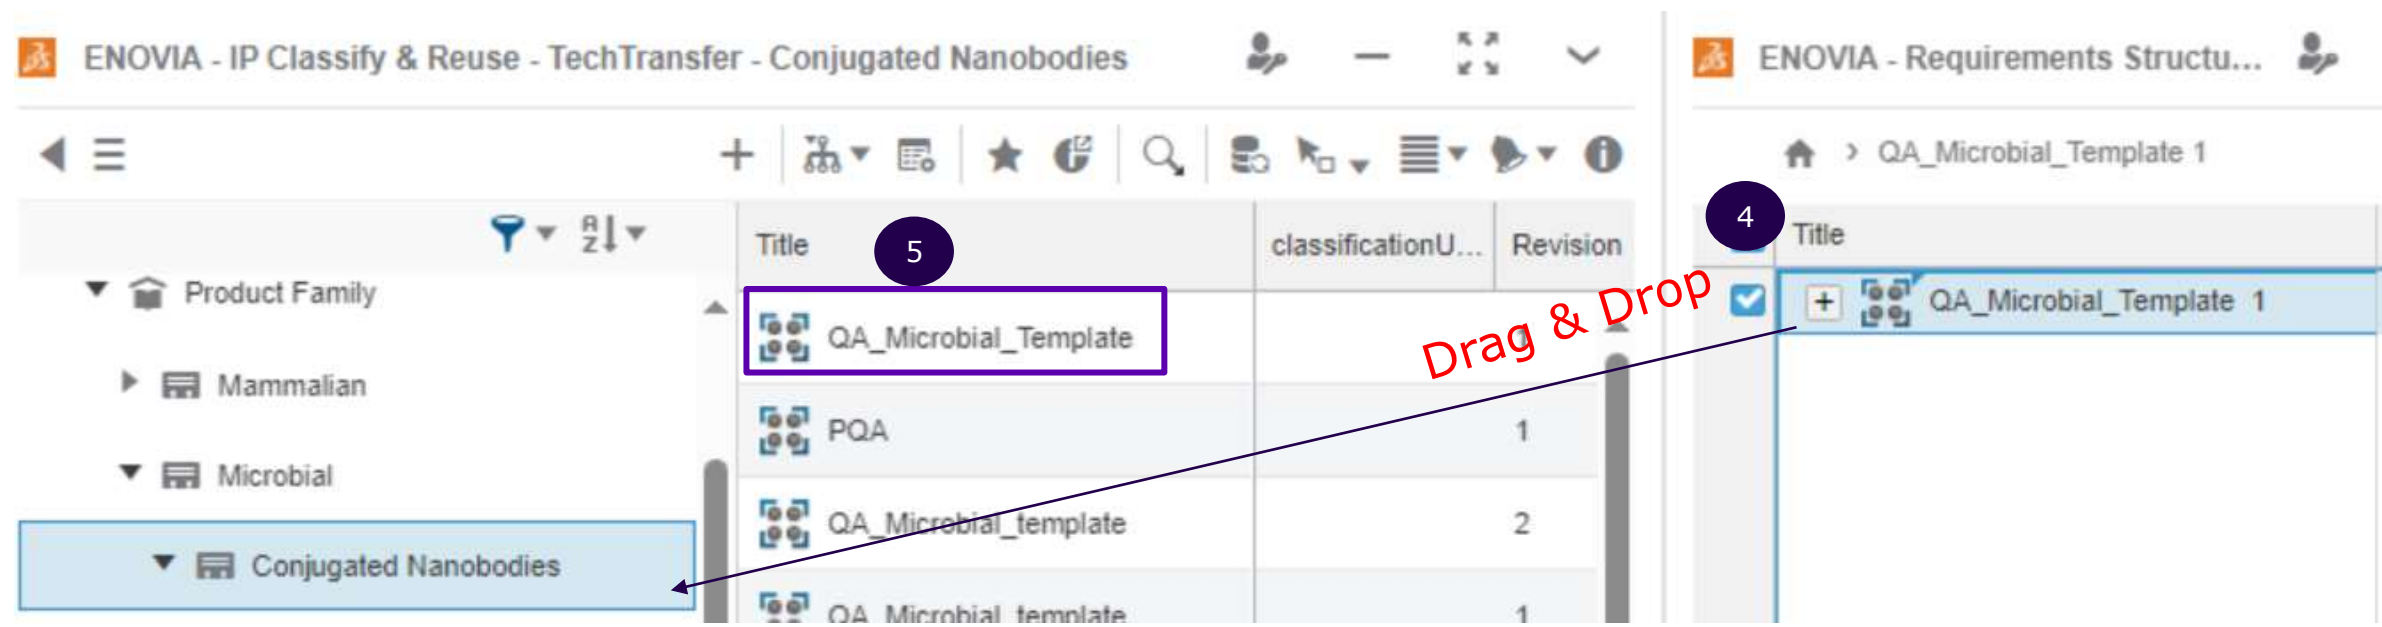 ENOVIA - IP Classify & Reuse - TechTransfer - Conjugated Nanobodies
ENOVIA - Requirements Structu...
QA_Microbial_Template 1
Product Family
Mammalian
Microbial
Conjugated Nanobodies
Title
5
classificationU...
Revision
QA_Microbial_Template
1
PQA
1
QA_Microbial_template
2
QA_Microbial_template
1
Drag & Drop
4
Title
QA_Microbial_Template 1